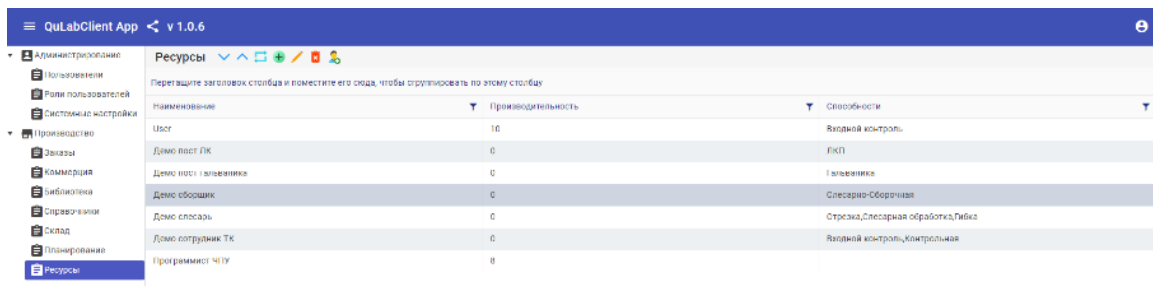 QuLabClient App v 1.0.6
Администрирование
Пользователи
Роли пользователей
Системные настройки
Производство
Заказы
Коммерция
Библиотека
Справочники
Склад
Планирование
Ресурсы
Ресурсы
Перетащите заголовок столбца и поместите его сюда, чтобы сгруппировать по этому столбцу
Наименование Производительность Способности
User 10 Входной контроль
Демо пост ЛК 0 ЛКП
Демо пост гальваника 0 Гальваника
Демо сборщик 0 Слесарно-Сборочная
Демо слесарь 0 Отрезка,Слесарная обработка,Гибка
Демо сотрудник ТК 0 Входной контроль,Контрольная
Программист ЧПУ 8